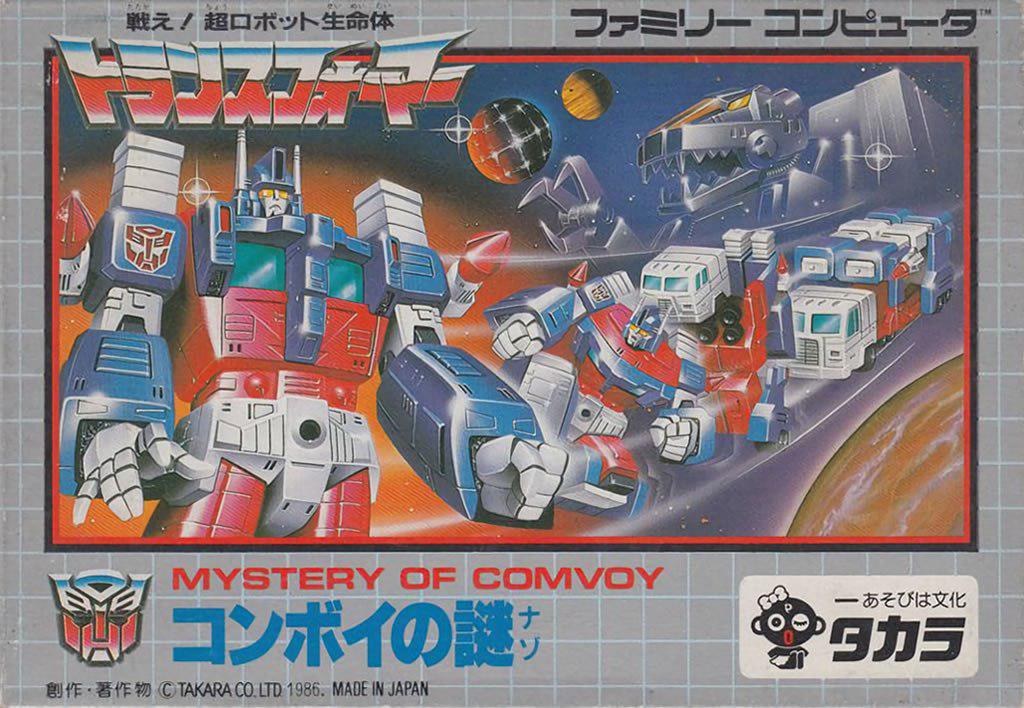 戦え!超ロボット生命体
トランスフォーマー
ファミリー コンピュータ™
MYSTERY OF COMVOY
コンボイの謎
ナゾ
創作・著作物 ©TAKARA CO.LTD 1986. MADE IN JAPAN
P
一あそびは文化
タカラ